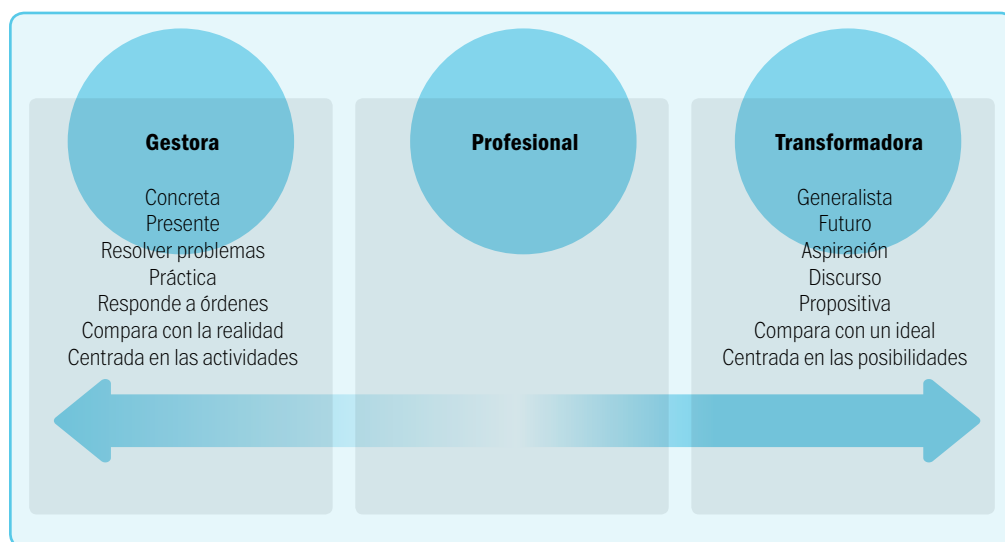 Gestora
Concreta
Presente
Resolver problemas
Práctica
Responde a órdenes
Compara con la realidad
Centrada en las actividades
Profesional
Transformadora
Generalista
Futuro
Aspiración
Discurso
Propositiva
Compara con un ideal
Centrada en las posibilidades